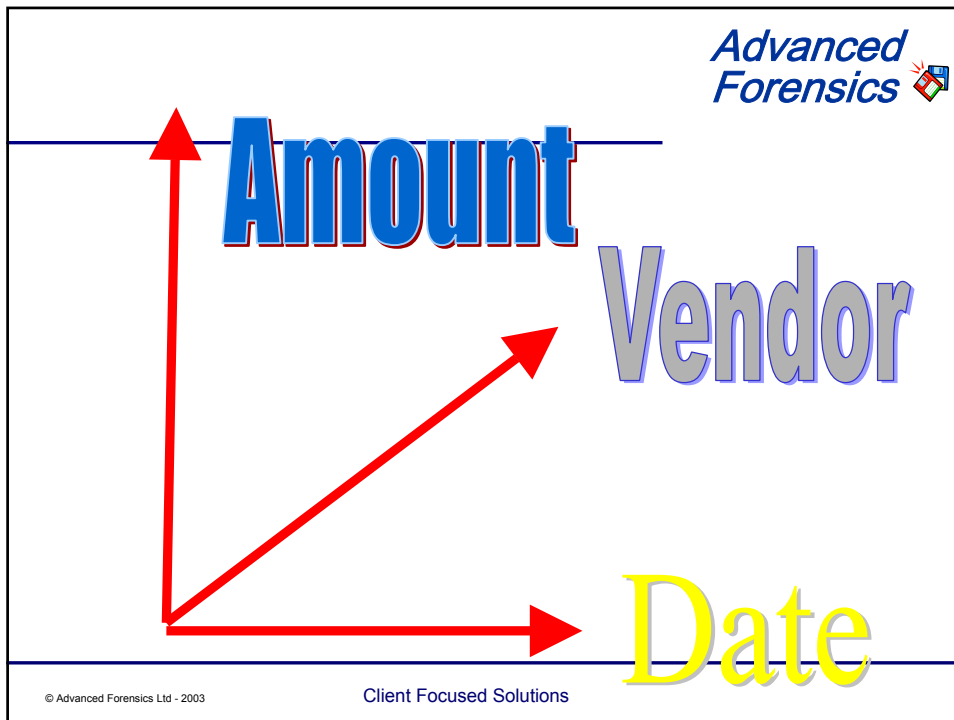 Advanced
Forensics
Amount
Vendor
Date
© Advanced Forensics Ltd - 2003
Client Focused Solutions